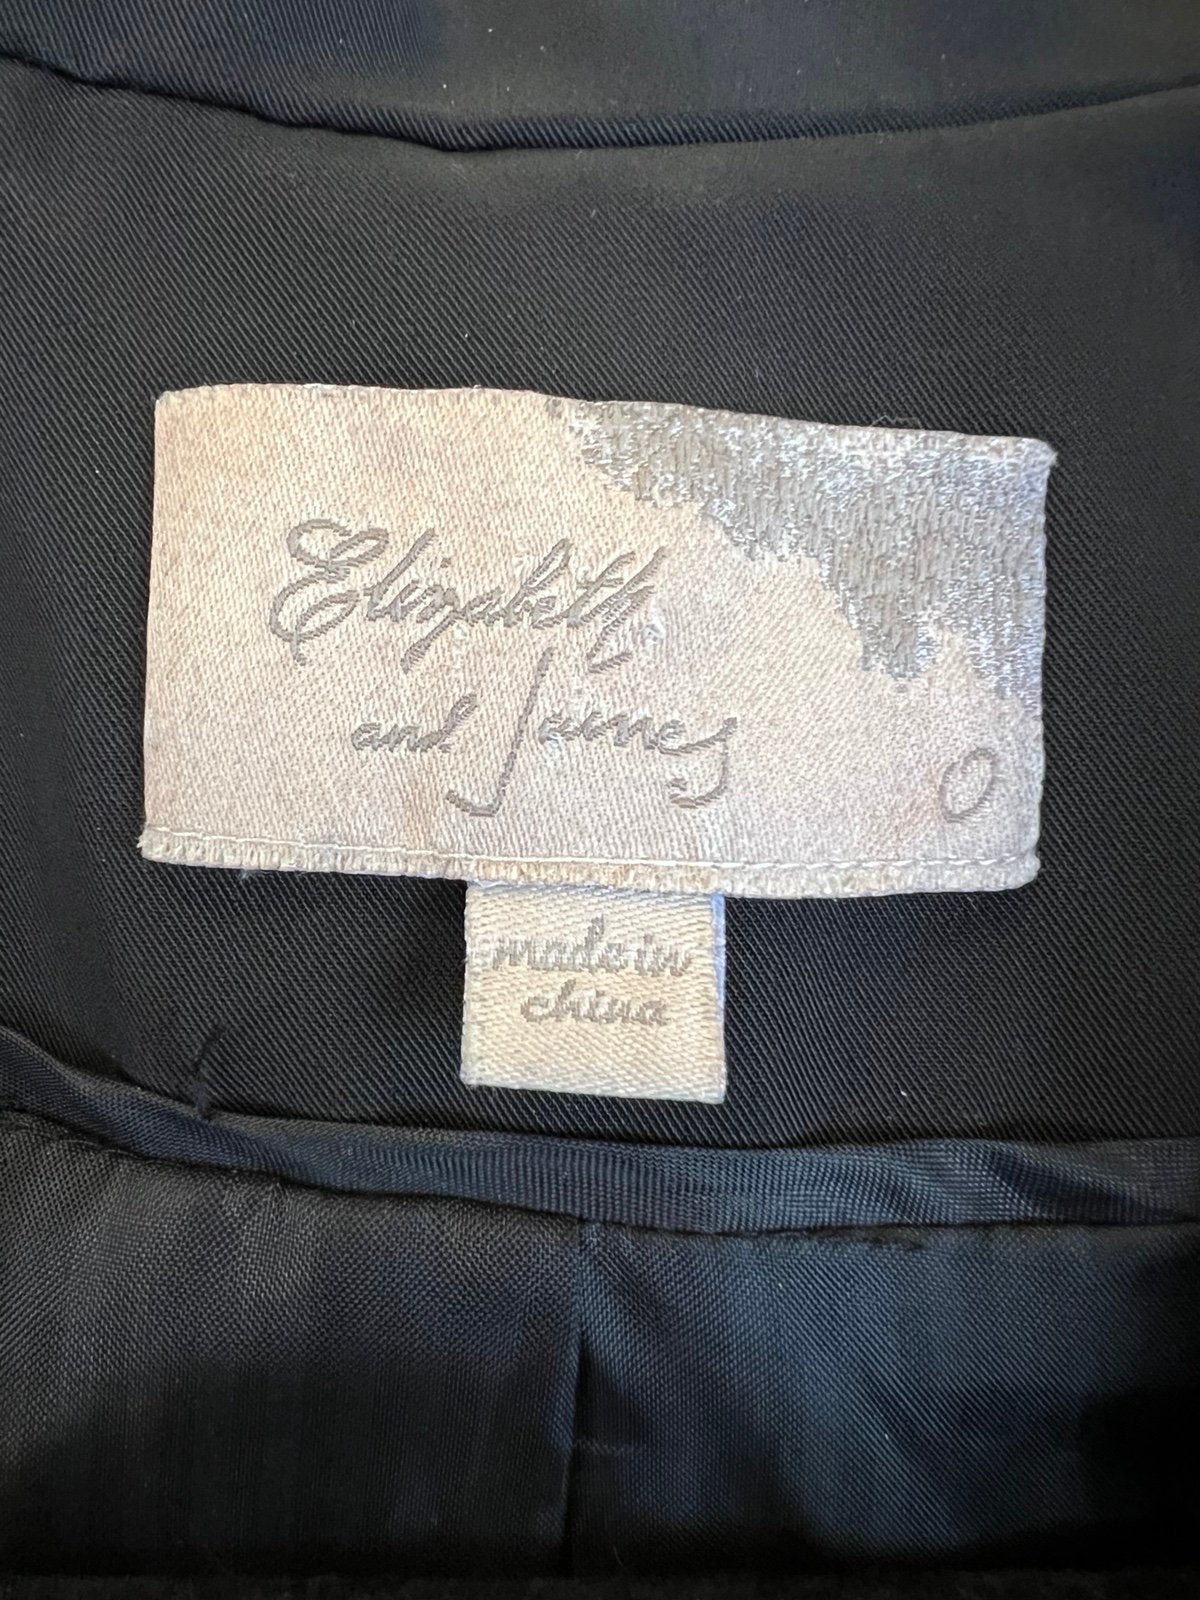 Elizabeth
and James
0
made in
china